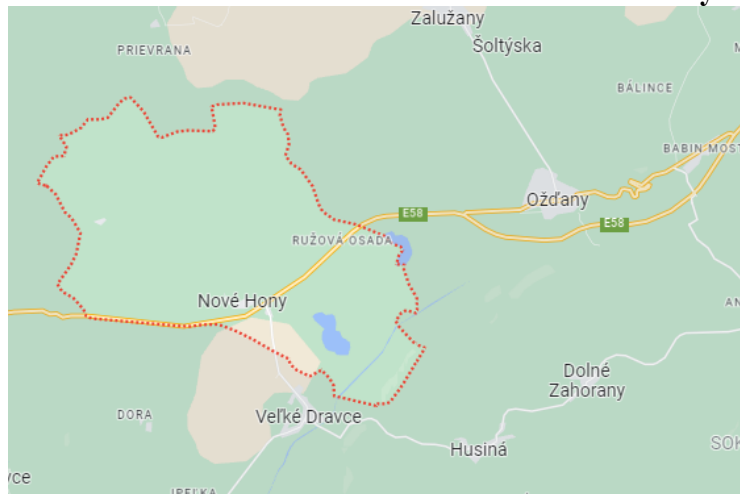 Zalužany
Šoltýska
PRIEVRANA
BÁLINCE
BABIN MOST
Ožďany
E58
E58
RUŽOVÁ OSADA
Nové Hony
Dolné
Zahorany
DORA
Veľké Dravce
Husiná
IPEĽKA